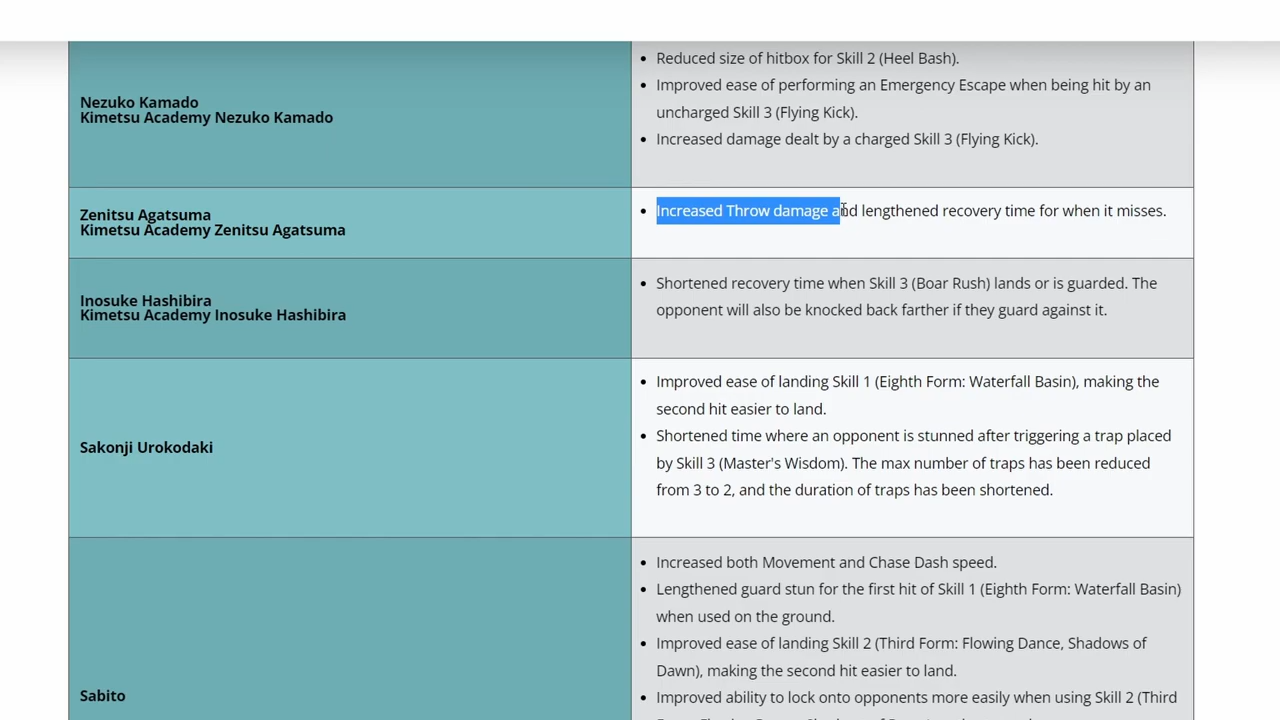 Reduced size of hitbox for Skill 2 (Heel Bash).
Nezuko Kamado
Kimetsu Academy Nezuko Kamado
Improved ease of performing an Emergency Escape when being hit by an
uncharged Skill 3 (Flying Kick).
Increased damage dealt by a charged Skill 3 (Flying Kick).
Zenitsu Agatsuma
Kimetsu Academy Zenitsu Agatsuma
Increased Throw damage and lengthened recovery time for when it misses.
Inosuke Hashibira
Kimetsu Academy Inosuke Hashibira
Shortened recovery time when Skill 3 (Boar Rush) lands or is guarded. The
opponent will also be knocked back farther if they guard against it.
Sakonji Urokodaki
Improved ease of landing Skill 1 (Eighth Form: Waterfall Basin), making the
second hit easier to land.
Shortened time where an opponent is stunned after triggering a trap placed
by Skill 3 (Master's Wisdom). The max number of traps has been reduced
from 3 to 2, and the duration of traps has been shortened.
Sabito
Increased both Movement and Chase Dash speed.
Lengthened guard stun for the first hit of Skill 1 (Eighth Form: Waterfall Basin)
when used on the ground.
Improved ease of landing Skill 2 (Third Form: Flowing Dance, Shadows of
Dawn), making the second hit easier to land.
Improved ability to lock onto opponents more easily when using Skill 2 (Third